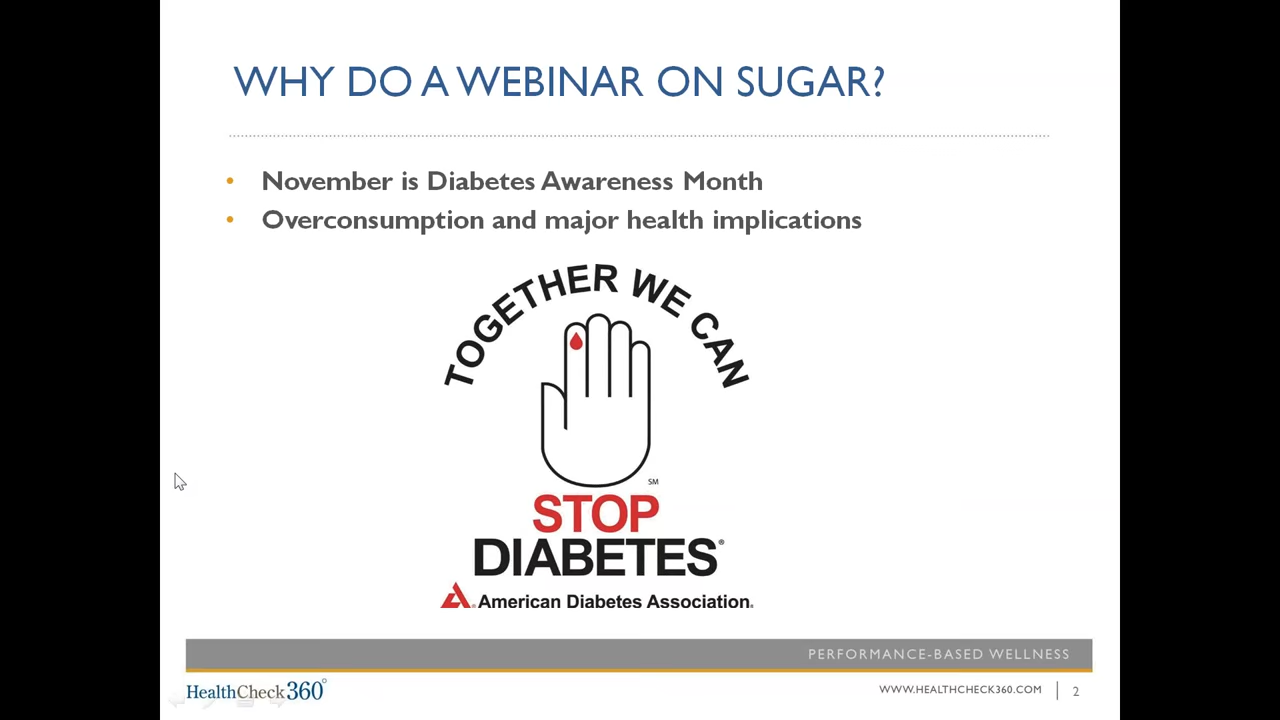 WHY DO A WEBINAR ON SUGAR?
• November is Diabetes Awareness Month
• Overconsumption and major health implications
TOGETHER WE CAN
SM
STOP
DIABETES®
American Diabetes Association®
PERFORMANCE-BASED WELLNESS
HealthCheck360°
WWW.HEALTHCHECK360.COM | 2